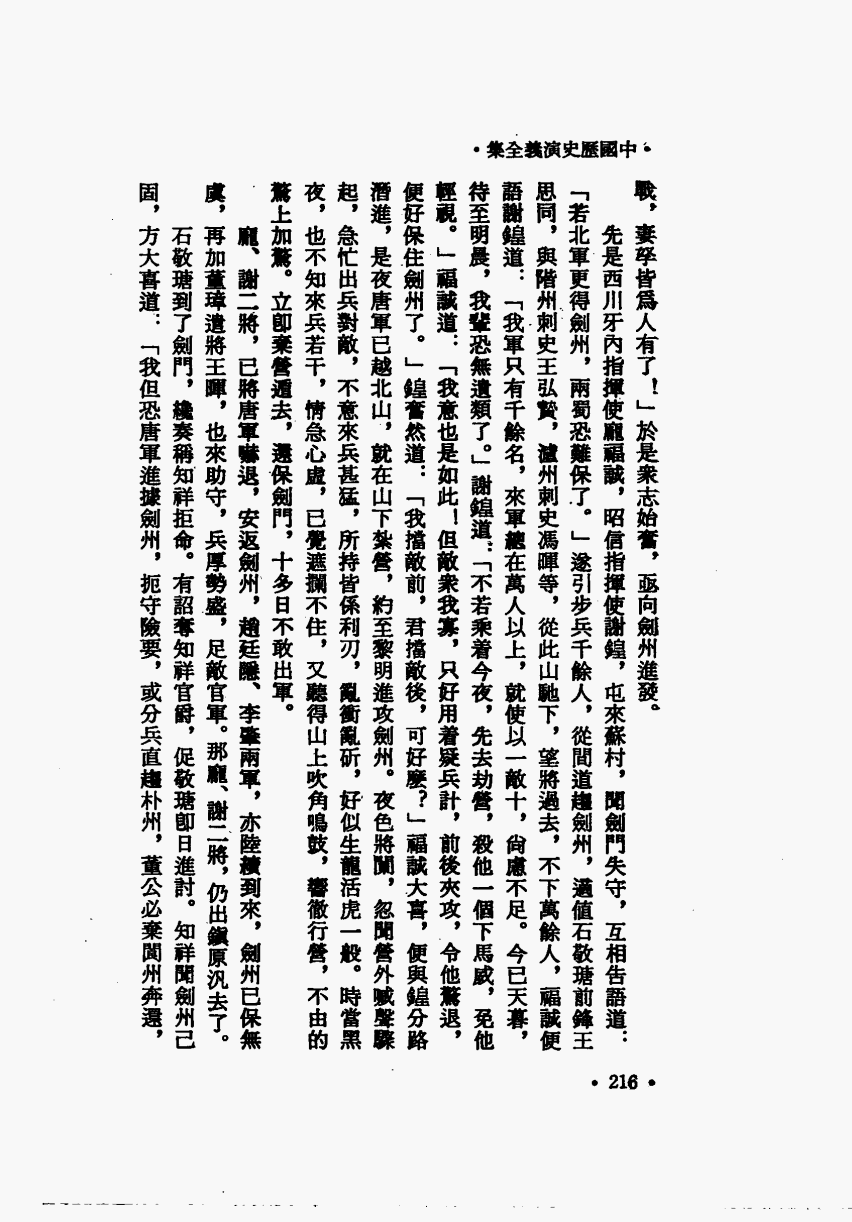 ·中國歷史演義全集·
戰，妻孥皆爲人有了！」於是衆志始奮，亟向劍州進發。
先是西川牙內指揮使龐福誠，昭信指揮使謝鍠，屯來蘇村，聞劍門失守，互相告語道：
「若北軍更得劍州，兩蜀恐難保了。」遂引步兵千餘人，從間道趨劍州，適值石敬瑭前鋒王
思同，與階州刺史王弘贄，瀘州刺史馮暉等，從此山馳下，望將過去，不下萬餘人，福誠便
語謝鍠道：「我軍只有千餘名，來軍總在萬人以上，就使以一敵十，尙慮不足。今已天暮，
待至明晨，我輩恐無遺類了。」謝鍠道：「不若乘着今夜，先去劫營，殺他一個下馬威，免他
輕視。」福誠道：「我意也是如此！但敵衆我寡，只好用着疑兵計，前後夾攻，令他驚退，
便好保住劍州了。」鍠奮然道：「我擋敵前，君擋敵後，可好麽？」福誠大喜，便與鍠分路
潛進，是夜唐軍已越北山，就在山下紮營，約至黎明進攻劍州。夜色將闌，忽聞營外喊聲驟
起，急忙出兵對敵，不意來兵甚猛，所持皆係利刃，亂衝亂斫，好似生龍活虎一般。時當黑
夜，也不知來兵若干，情急心虛，已覺遮攔不住，又聽得山上吹角鳴鼓，響徹行營，不由的
驚上加驚。立卽棄營遁去，還保劍門，十多日不敢出軍。
龐、謝二將，已將唐軍嚇退，安返劍州，趙廷隱、李肇兩軍，亦陸續到來，劍州已保無
虞，再加董璋遣將王暉，也來助守，兵厚勢盛，足敵官軍。那龐、謝二將，仍出鎭原汛去了。
石敬瑭到了劍門，纔奏稱知祥拒命。有詔奪知祥官爵，促敬瑭卽日進討。知祥聞劍州已
固，方大喜道：「我但恐唐軍進據劍州，扼守險要，或分兵直趨朴州，董公必棄閬州奔還，
·216·